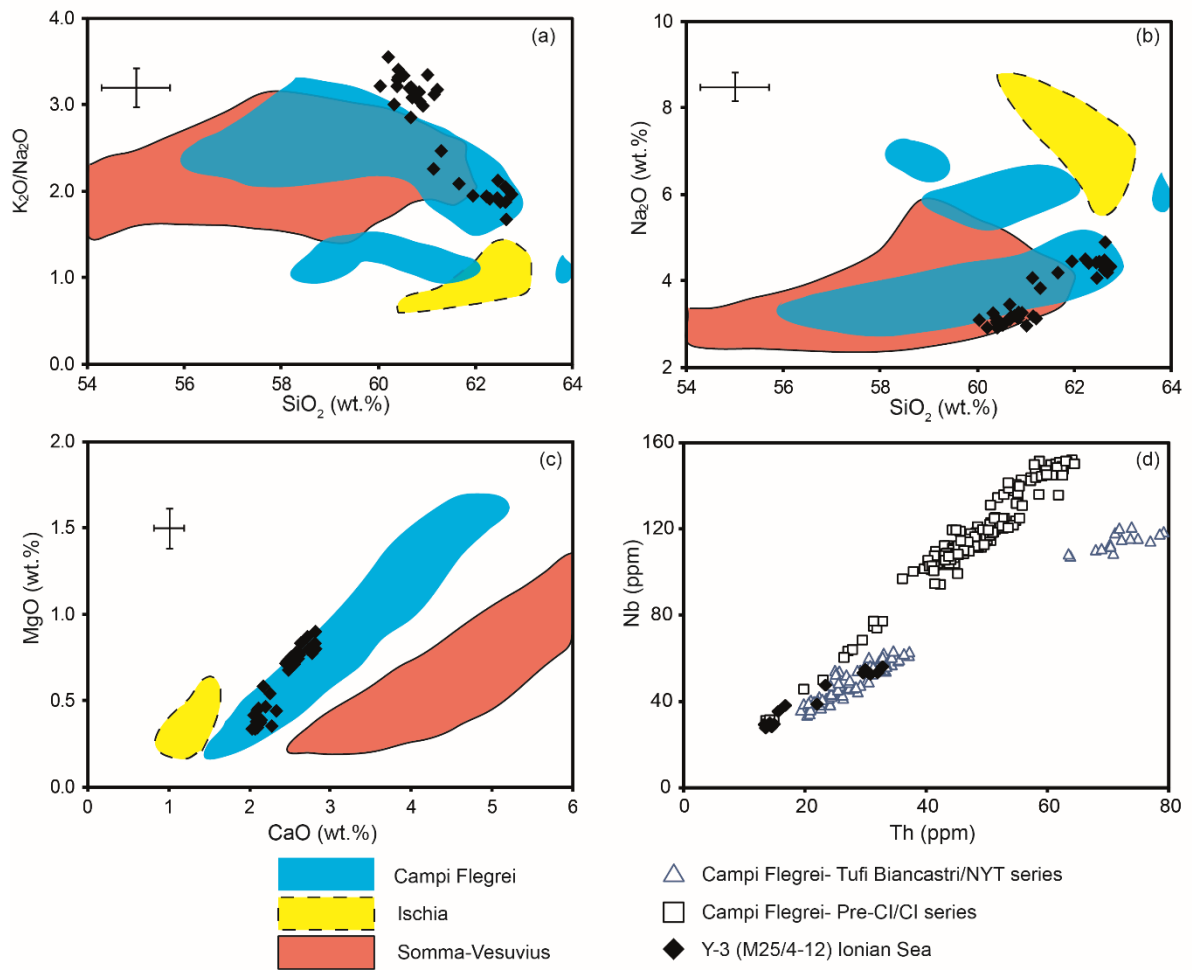 (a)
4.0
3.0
2.0
1.0
0.0
K2O/Na2O
54 56 58 60 62 64
SiO2 (wt.%)
(b)
10
8
6
4
2
Na2O (wt.%)
54 56 58 60 62 64
SiO2 (wt.%)
(c)
2.0
1.5
1.0
0.5
0.0
MgO (wt.%)
0 1 2 3 4 5 6
CaO (wt.%)
(d)
160
120
80
40
0
Nb (ppm)
0 20 40 60 80
Th (ppm)
Campi Flegrei
Ischia
Somma-Vesuvius
Campi Flegrei- Tufi Biancastri/NYT series
Campi Flegrei- Pre-CI/CI series
Y-3 (M25/4-12) Ionian Sea